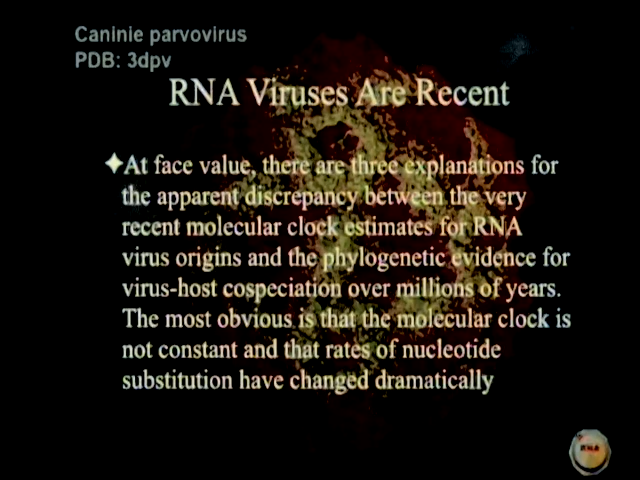 Caninie parvovirus
PDB: 3dpv
RNA Viruses Are Recent
At face value, there are three explanations for
the apparent discrepancy between the very
recent molecular clock estimates for RNA
virus origins and the phylogenetic evidence for
virus-host cospeciation over millions of years.
The most obvious is that the molecular clock is
not constant and that rates of nucleotide
substitution have changed dramatically
RNA